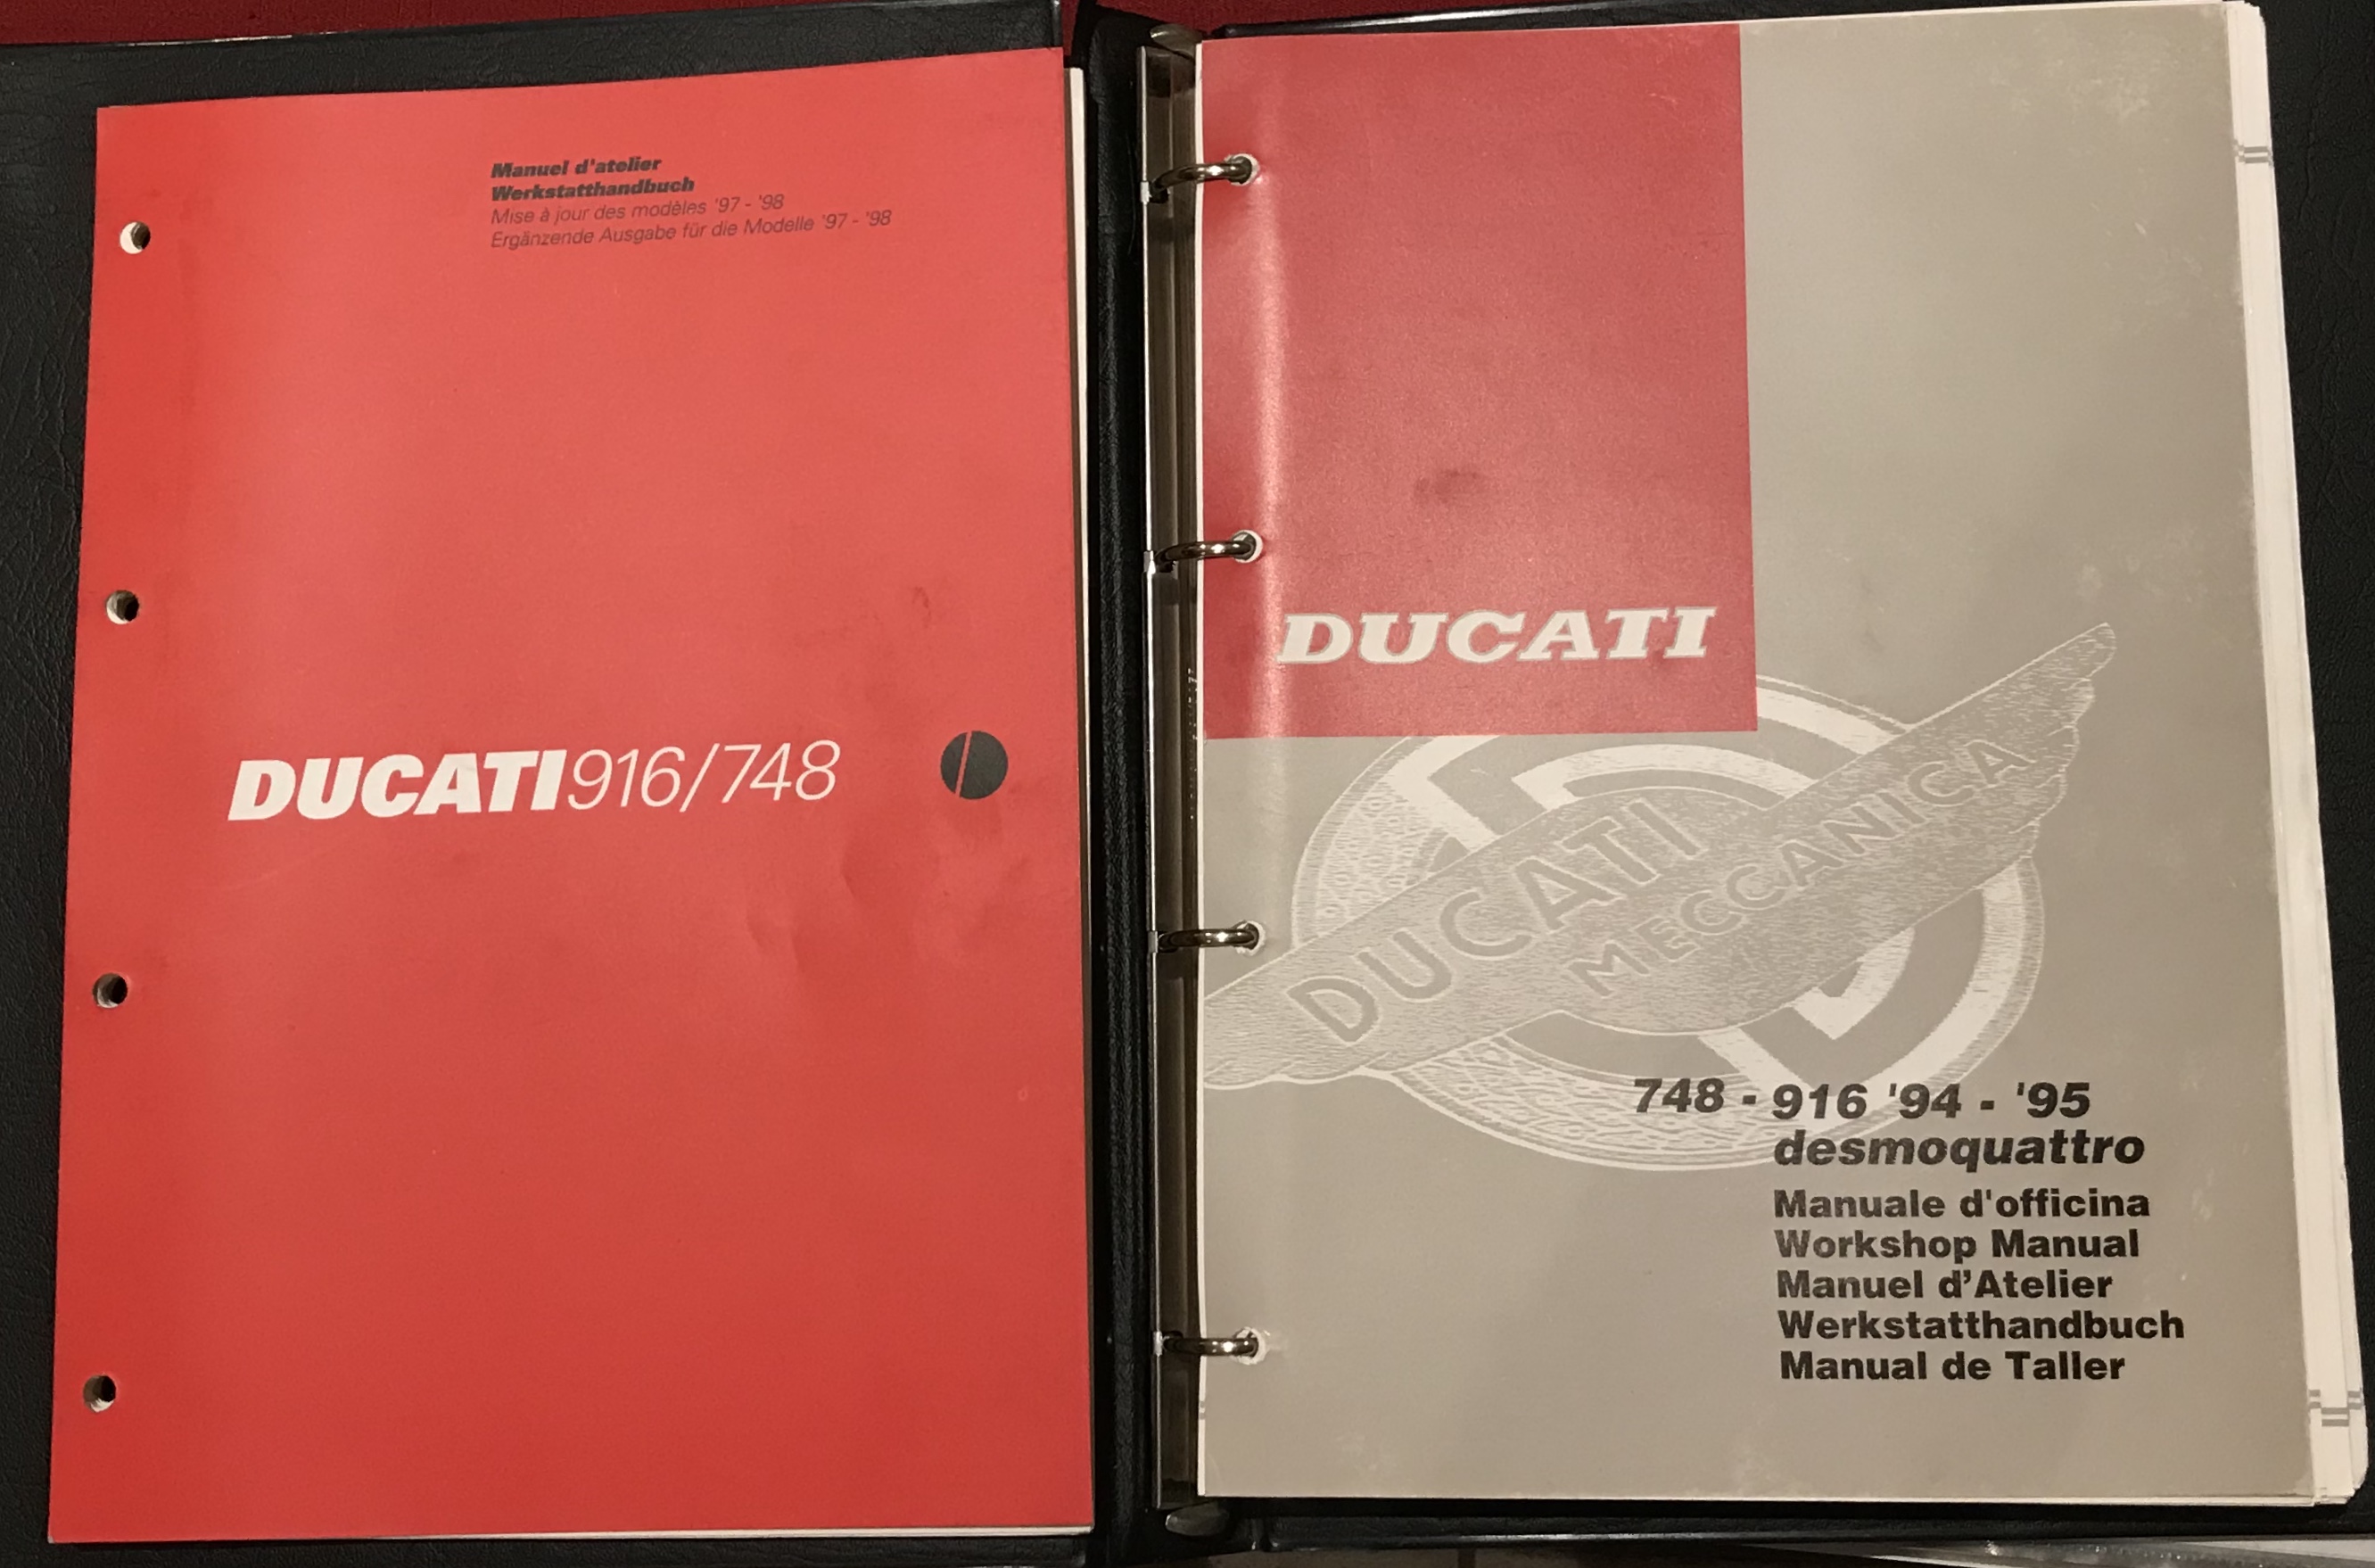 Manuel d'atelier
Werkstatthandbuch
Mise à jour des modèles '97 - '98
Ergänzende Ausgabe für die Modelle '97 - '98
DUCATI916/748
DUCATI
DUCATI
MECCANICA
748 - 916 '94 - '95
desmoquattro
Manuale d'officina
Workshop Manual
Manuel d’Atelier
Werkstatthandbuch
Manual de Taller